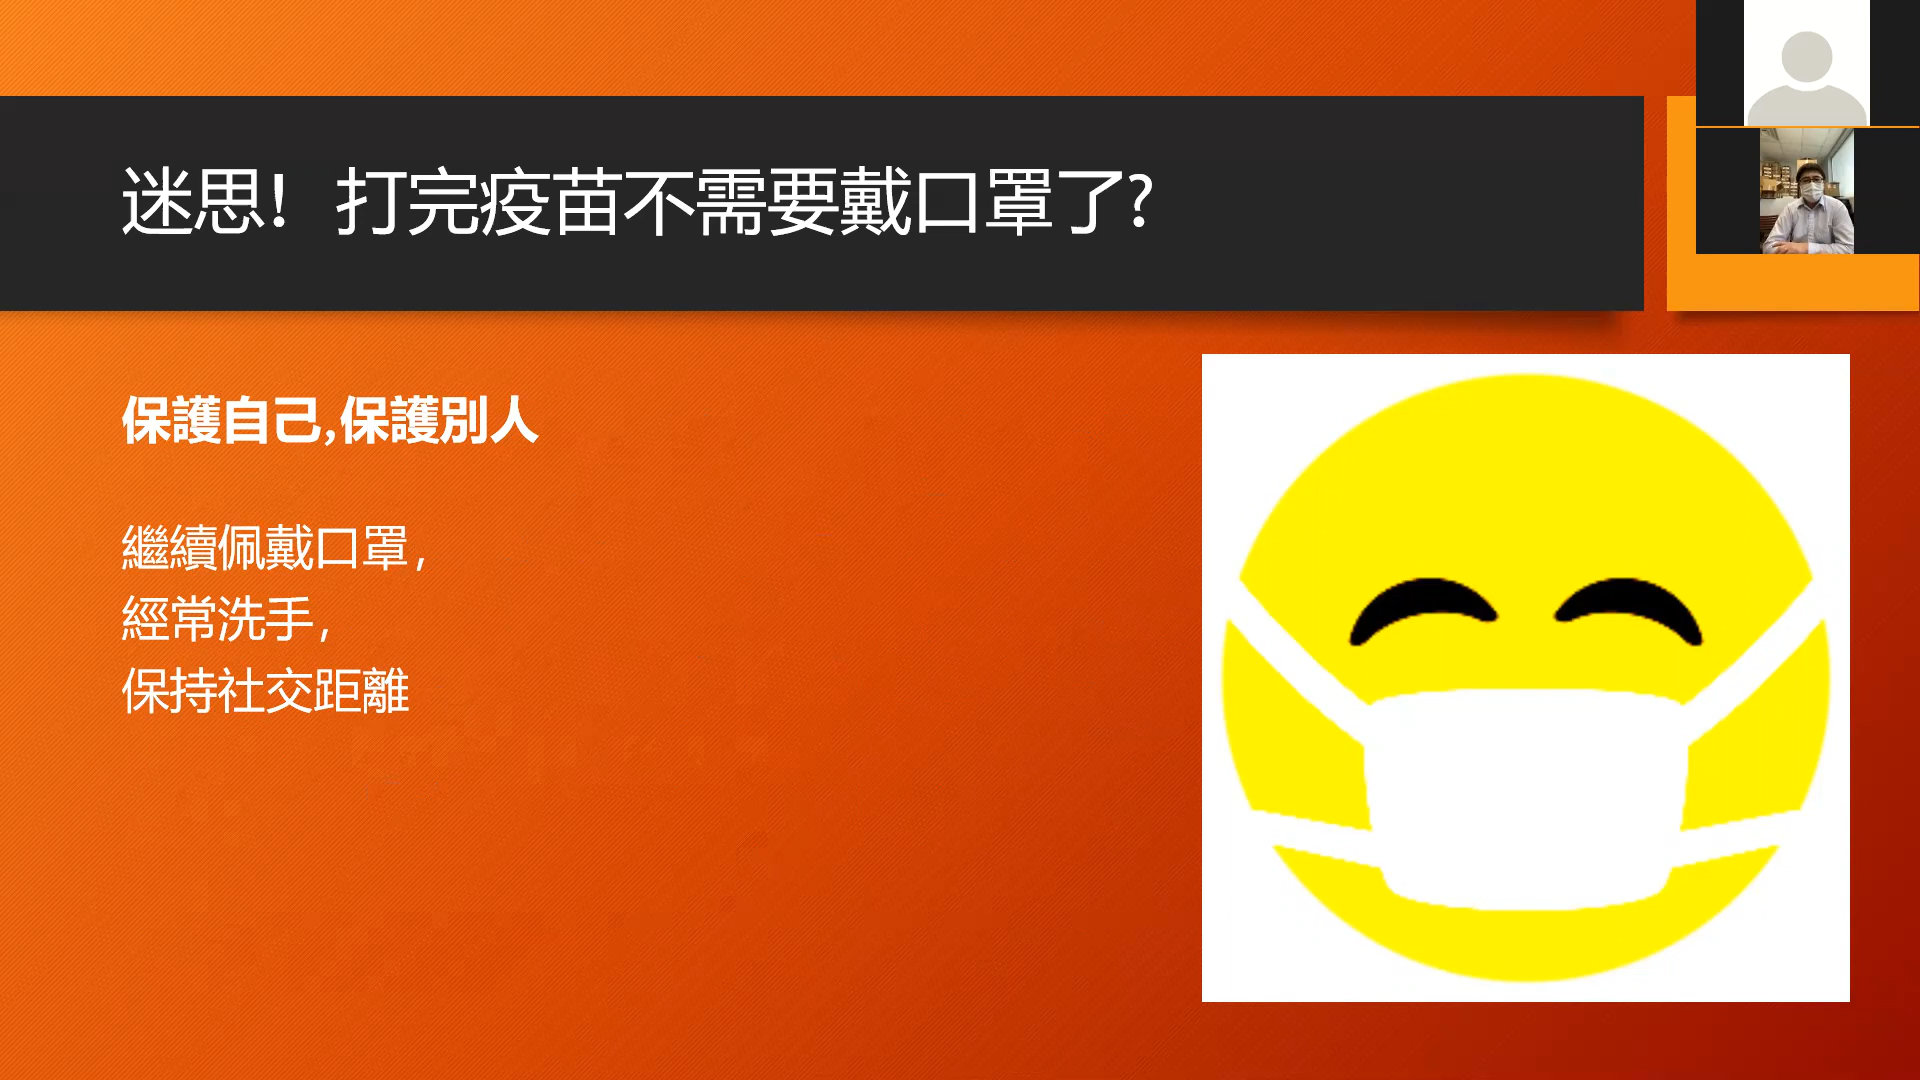 迷思！打完疫苗不需要戴口罩了?
保護自己,保護別人
繼續佩戴口罩，
經常洗手，
保持社交距離